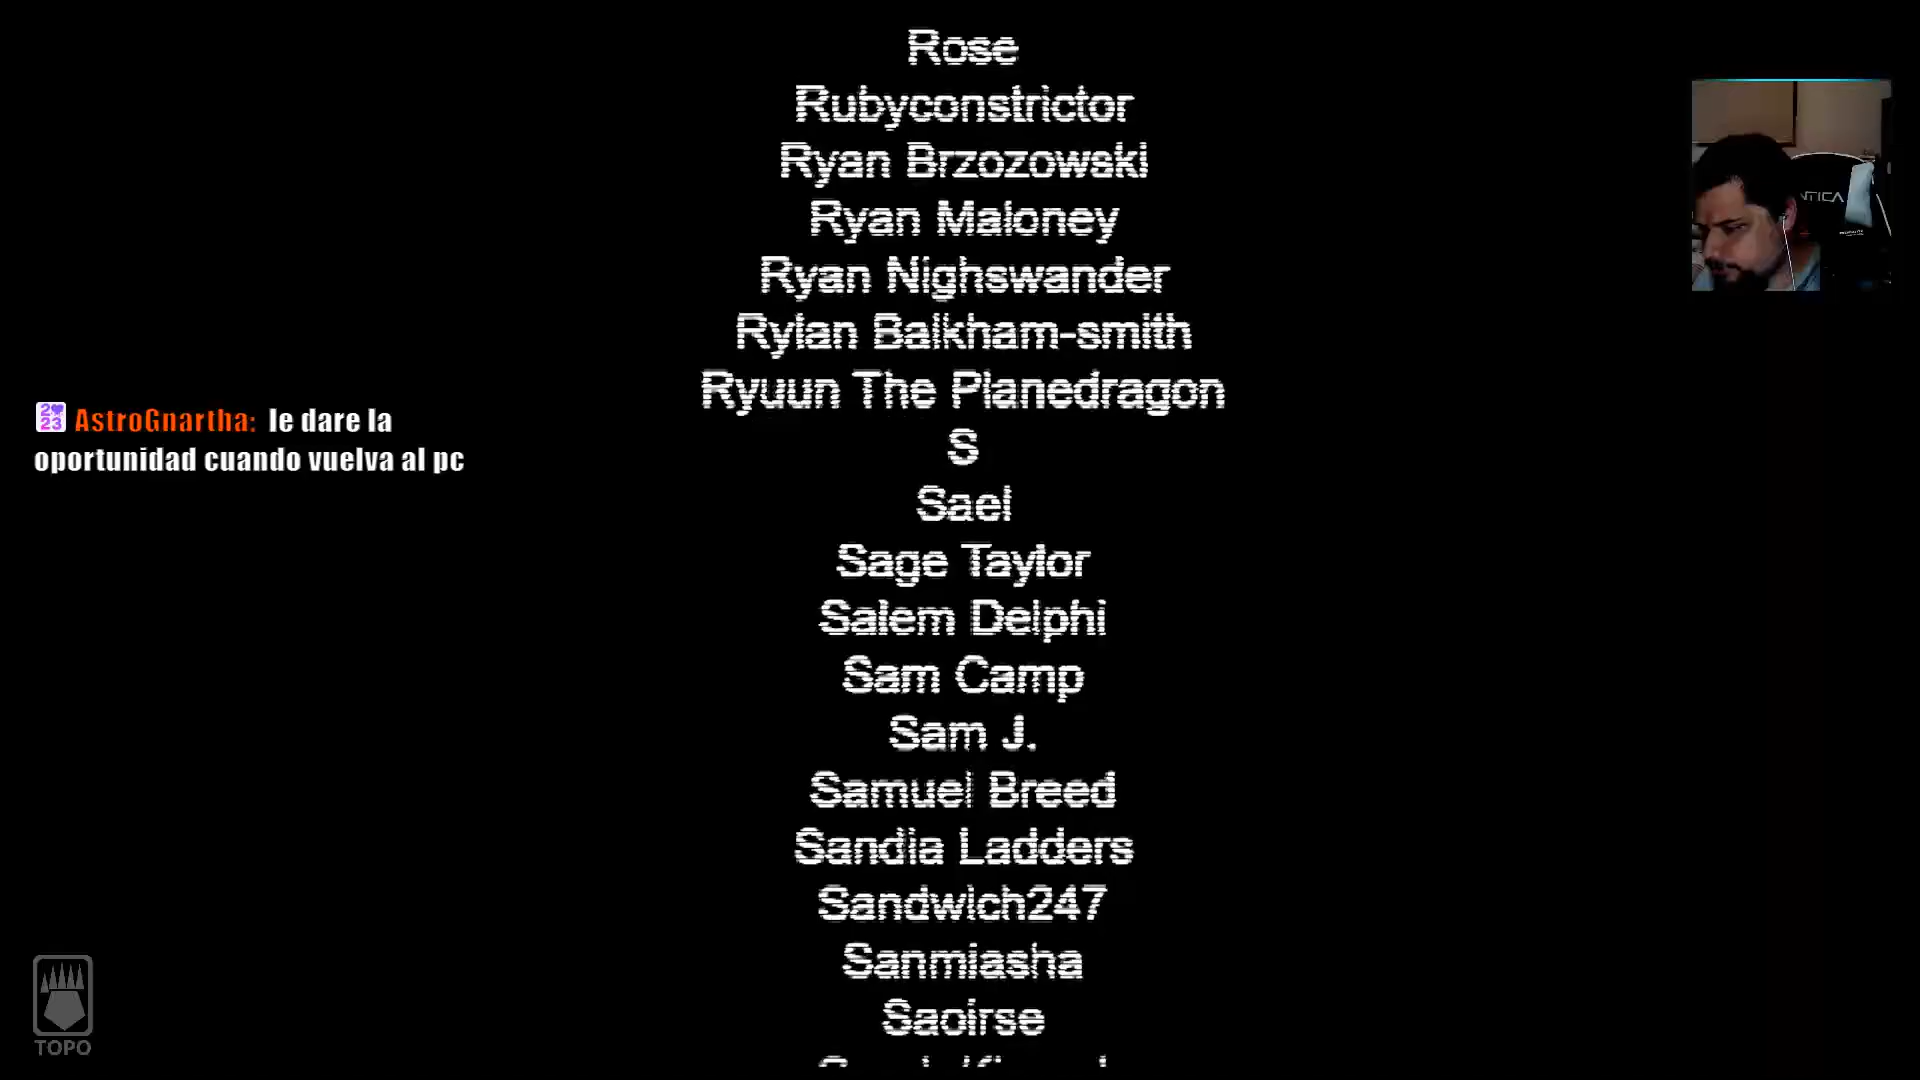 Rose
Rubyconstrictor
Ryan Brzozowski
Ryan Maloney
Ryan Nighswander
Rylan Balkham-smith
Ryuun The Planedragon
S
Sael
Sage Taylor
Salem Delphi
Sam Camp
Sam J.
Samuel Breed
Sandia Ladders
Sandwich247
Sanmiasha
Saoirse
2023 AstroGnartha: le dare la
oportunidad cuando vuelva al pc
NTICA
TOPO